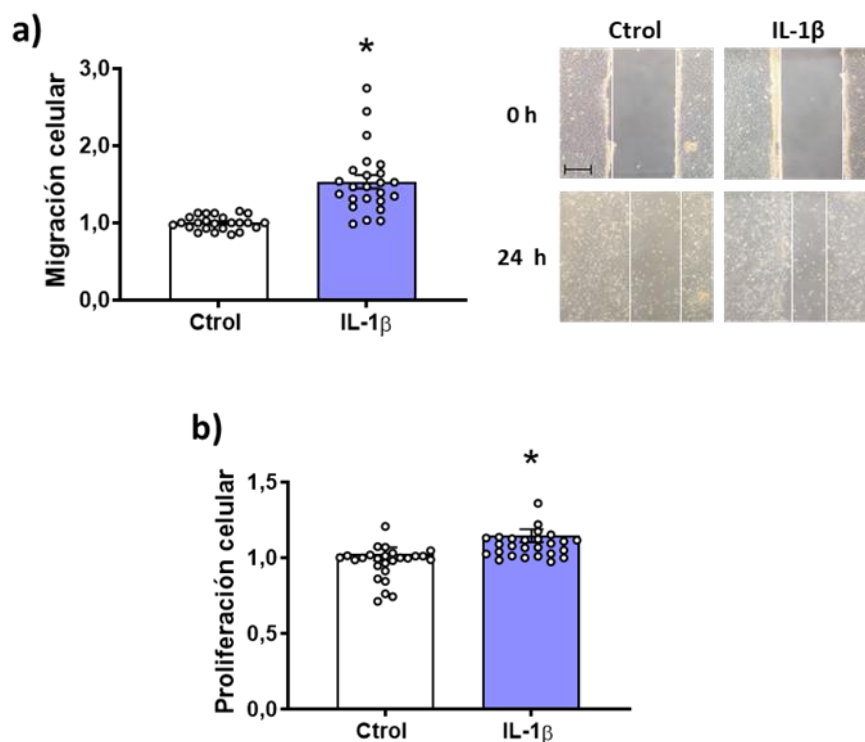 a)
Migración celular
3,0
2,0
1,0
0,0
*
Ctrol
IL-1β
Ctrol
IL-1β
0 h
24 h
b)
Proliferación celular
1,5
1,0
0,5
0,0
*
Ctrol
IL-1β